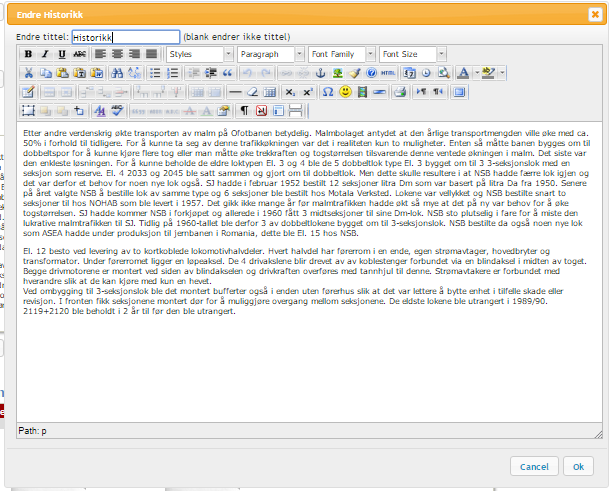 Endre Historikk
Endre tittel: Historikk (blank endrer ikke tittel)
B I U ABC Styles Paragraph Font Family Font Size
HTML
Etter andre verdenskrig økte transporten av malm på Ofotbanen betydelig. Malmbolaget antydet at den årlige transportmengden ville øke med ca.
50% i forhold til tidligere. For å kunne ta seg av denne trafikkøkningen var det i realiteten kun to muligheter. Enten så måtte banen bygges om til
dobbeltspor for å kunne kjøre flere tog eller man måtte øke trekkraften og togstørrelsen tilsvarende denne ventede økningen i malm. Det siste var
den enkleste løsningen. For å kunne beholde de eldre loktypen El. 3 og 4 ble de 5 dobbeltlok type El. 3 bygget om til 3 3-seksjonslok med en
seksjon som reserve. El. 4 2033 og 2045 ble satt sammen og gjort om til dobbeltlok. Men dette skulle resultere i at NSB hadde færre lok igjen og
det var derfor et behov for noen nye lok også. SJ hadde i februar 1952 bestilt 12 seksjoner litra Dm som var basert på litra Da fra 1950. Senere
på året valgte NSB å bestille lok av samme type og 6 seksjoner ble bestilt hos Motala Verksted. Lokene var vellykket og NSB bestilte snart to
seksjoner til hos NOHAB som ble levert i 1957. Det gikk ikke mange år før malmtrafikken hadde økt så mye at det på ny var behov for å øke
togstørrelsen. SJ hadde kommer NSB i forkjøpet og allerede i 1960 fått 3 midtseksjoner til sine Dm-lok. NSB sto plutselig i fare for å miste den
lukrative malmtrafikken til SJ. Tidlig på 1960-tallet ble derfor 3 av dobbeltlokene bygget om til 3-seksjonslok. NSB bestilte da også noen nye lok
som ASEA hadde under produksjon til jernbanen i Romania, dette ble El. 15 hos NSB.
El. 12 besto ved levering av to kortkoblede lokomotivhalvdeler. Hvert halvdel har førerrom i en ende, egen strømavtager, hovedbryter og
transformator. Under førerromet ligger en løpeaksel. De 4 drivakslene blir drevet av av koblestenger forbundet via en blindaksel i midten av toget.
Begge drivmotorene er montert ved siden av blindakselen og drivkraften overføres med tannhjul til denne. Strømavtakere er forbundet med
hverandre slik at de kan kjøre med kun en hevet.
Ved ombygging til 3-seksjonslok ble det montert bufferter også i enden uten førerhus slik at det var lettere å bytte enhet i tilfelle skade eller
revisjon. I fronten fikk seksjonene montert dør for å muliggjøre overgang mellom seksjonene. De eldste lokene ble utrangert i 1989/90.
2119+2120 ble beholdt i 2 år til før den ble utrangert.
Path: p
Cancel Ok